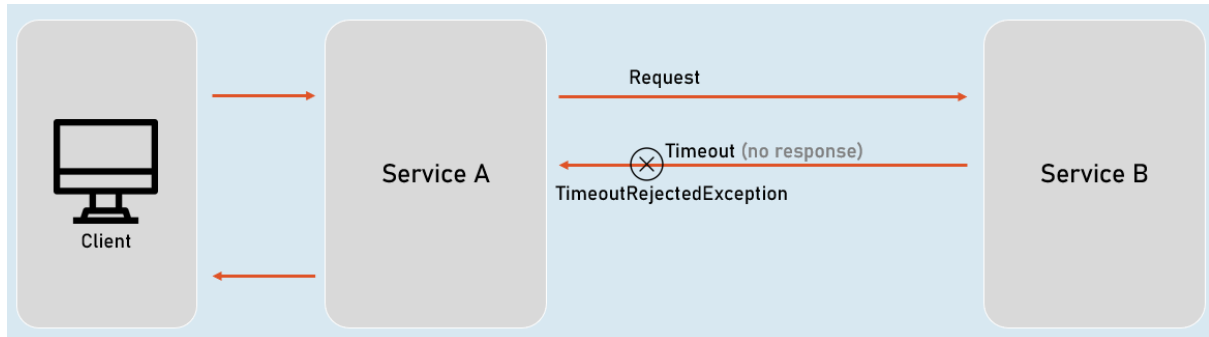 Client
Service A
Request
Timeout (no response)
TimeoutRejectedException
Service B